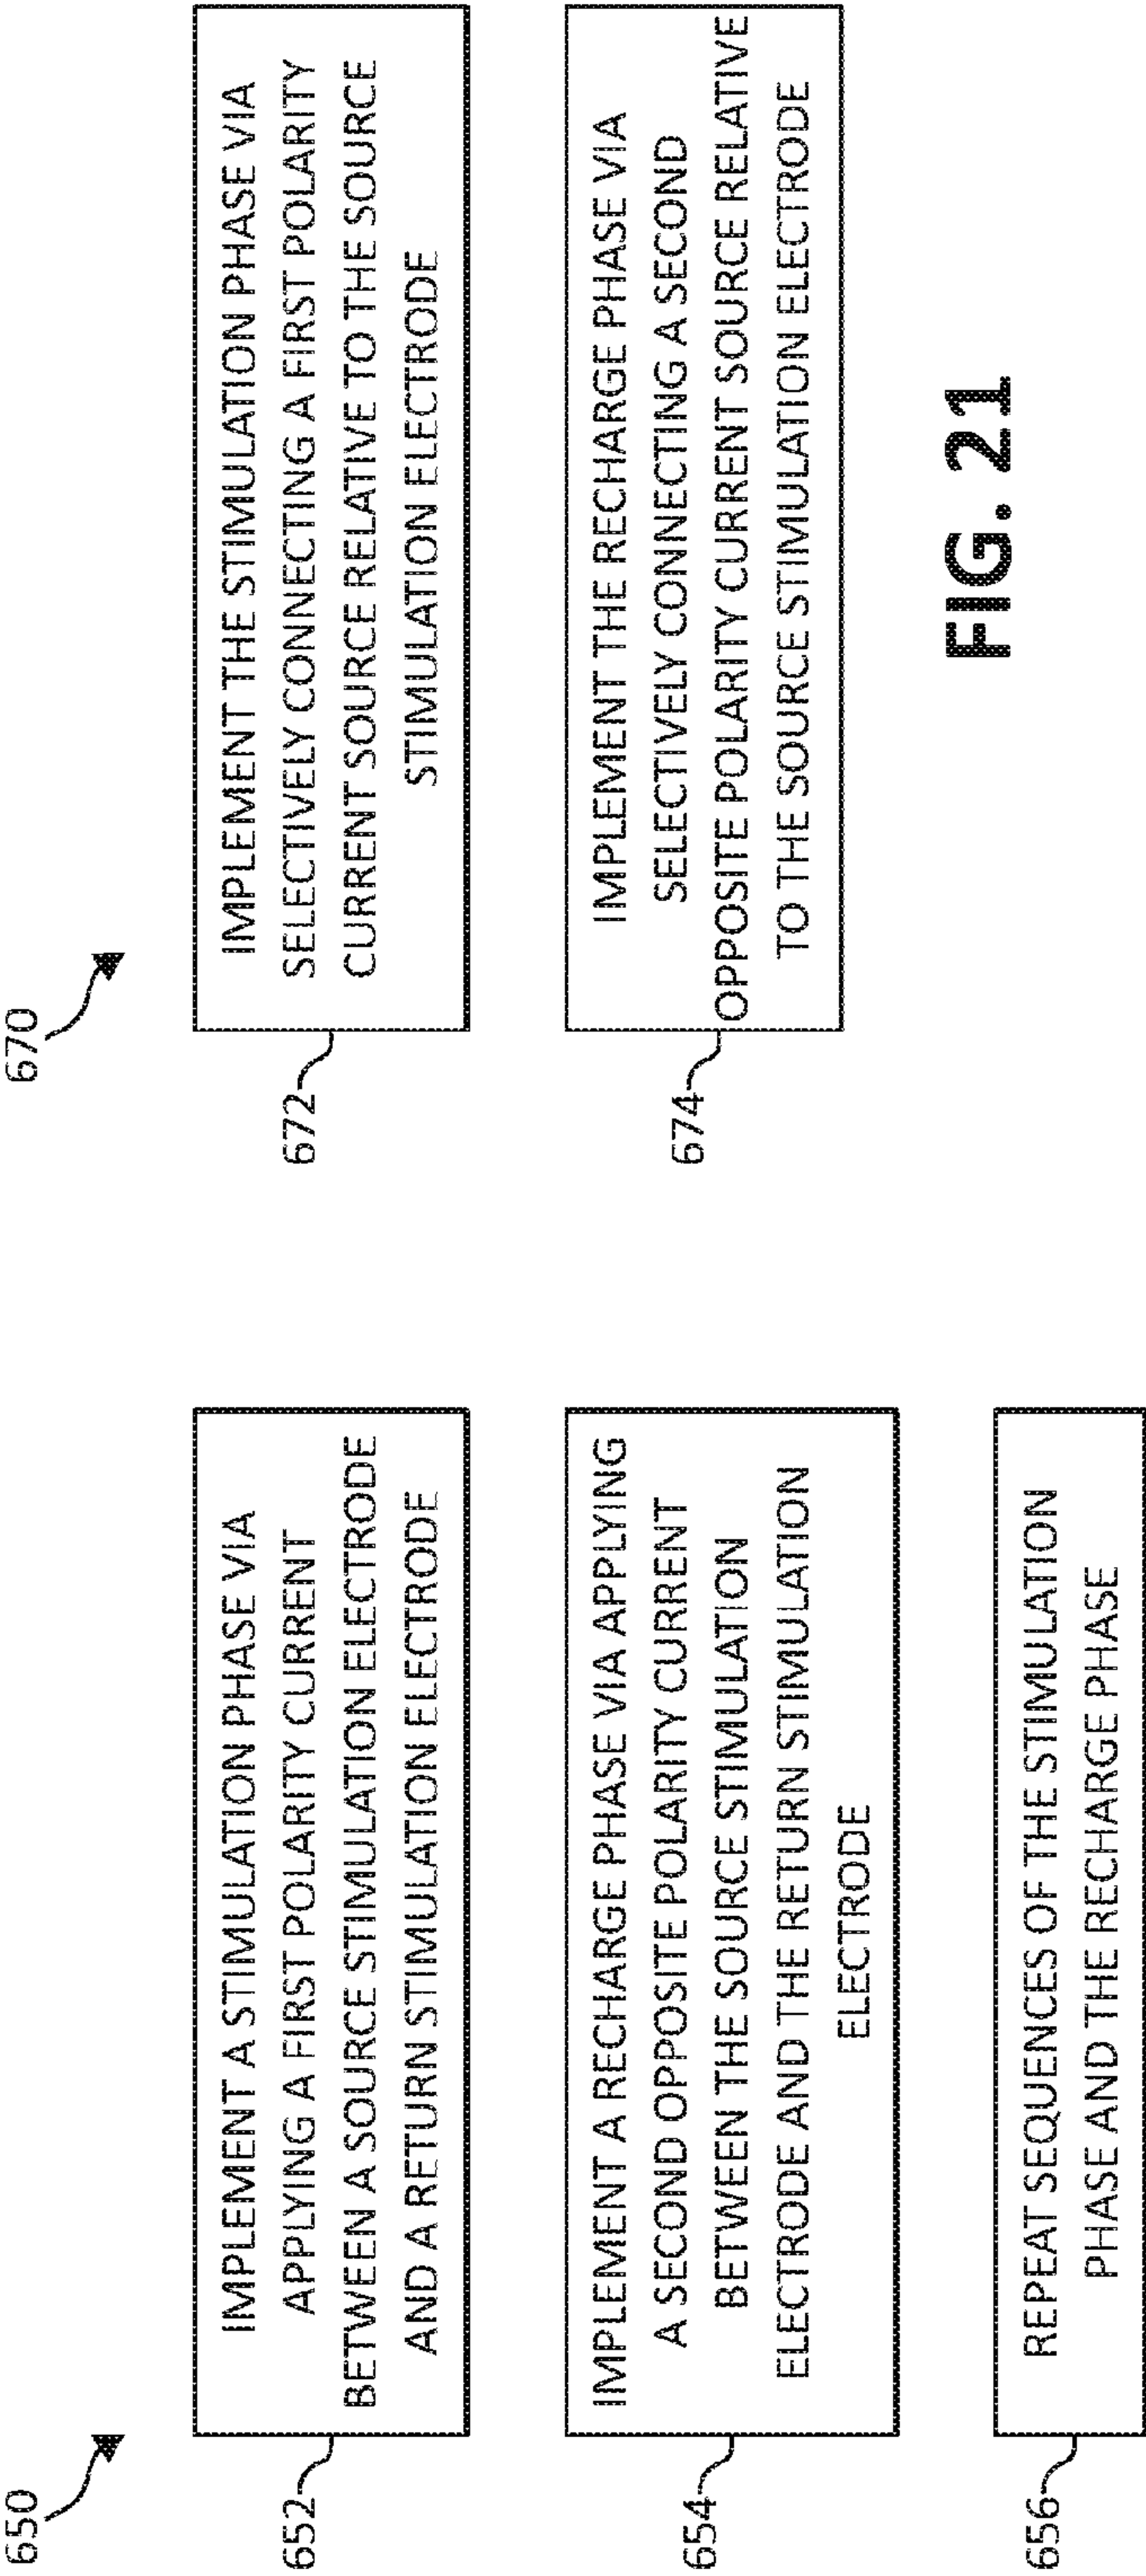 650
652
IMPLEMENT A STIMULATION PHASE VIA
APPLYING A FIRST POLARITY CURRENT
BETWEEN A SOURCE STIMULATION ELECTRODE
AND A RETURN STIMULATION ELECTRODE
654
IMPLEMENT A RECHARGE PHASE VIA APPLYING
A SECOND OPPOSITE POLARITY CURRENT
BETWEEN THE SOURCE STIMULATION
ELECTRODE AND THE RETURN STIMULATION
ELECTRODE
656
REPEAT SEQUENCES OF THE STIMULATION
PHASE AND THE RECHARGE PHASE
670
672
IMPLEMENT THE STIMULATION PHASE VIA
SELECTIVELY CONNECTING A FIRST POLARITY
CURRENT SOURCE RELATIVE TO THE SOURCE
STIMULATION ELECTRODE
674
IMPLEMENT THE RECHARGE PHASE VIA
SELECTIVELY CONNECTING A SECOND
OPPOSITE POLARITY CURRENT SOURCE RELATIVE
TO THE SOURCE STIMULATION ELECTRODE
FIG. 21